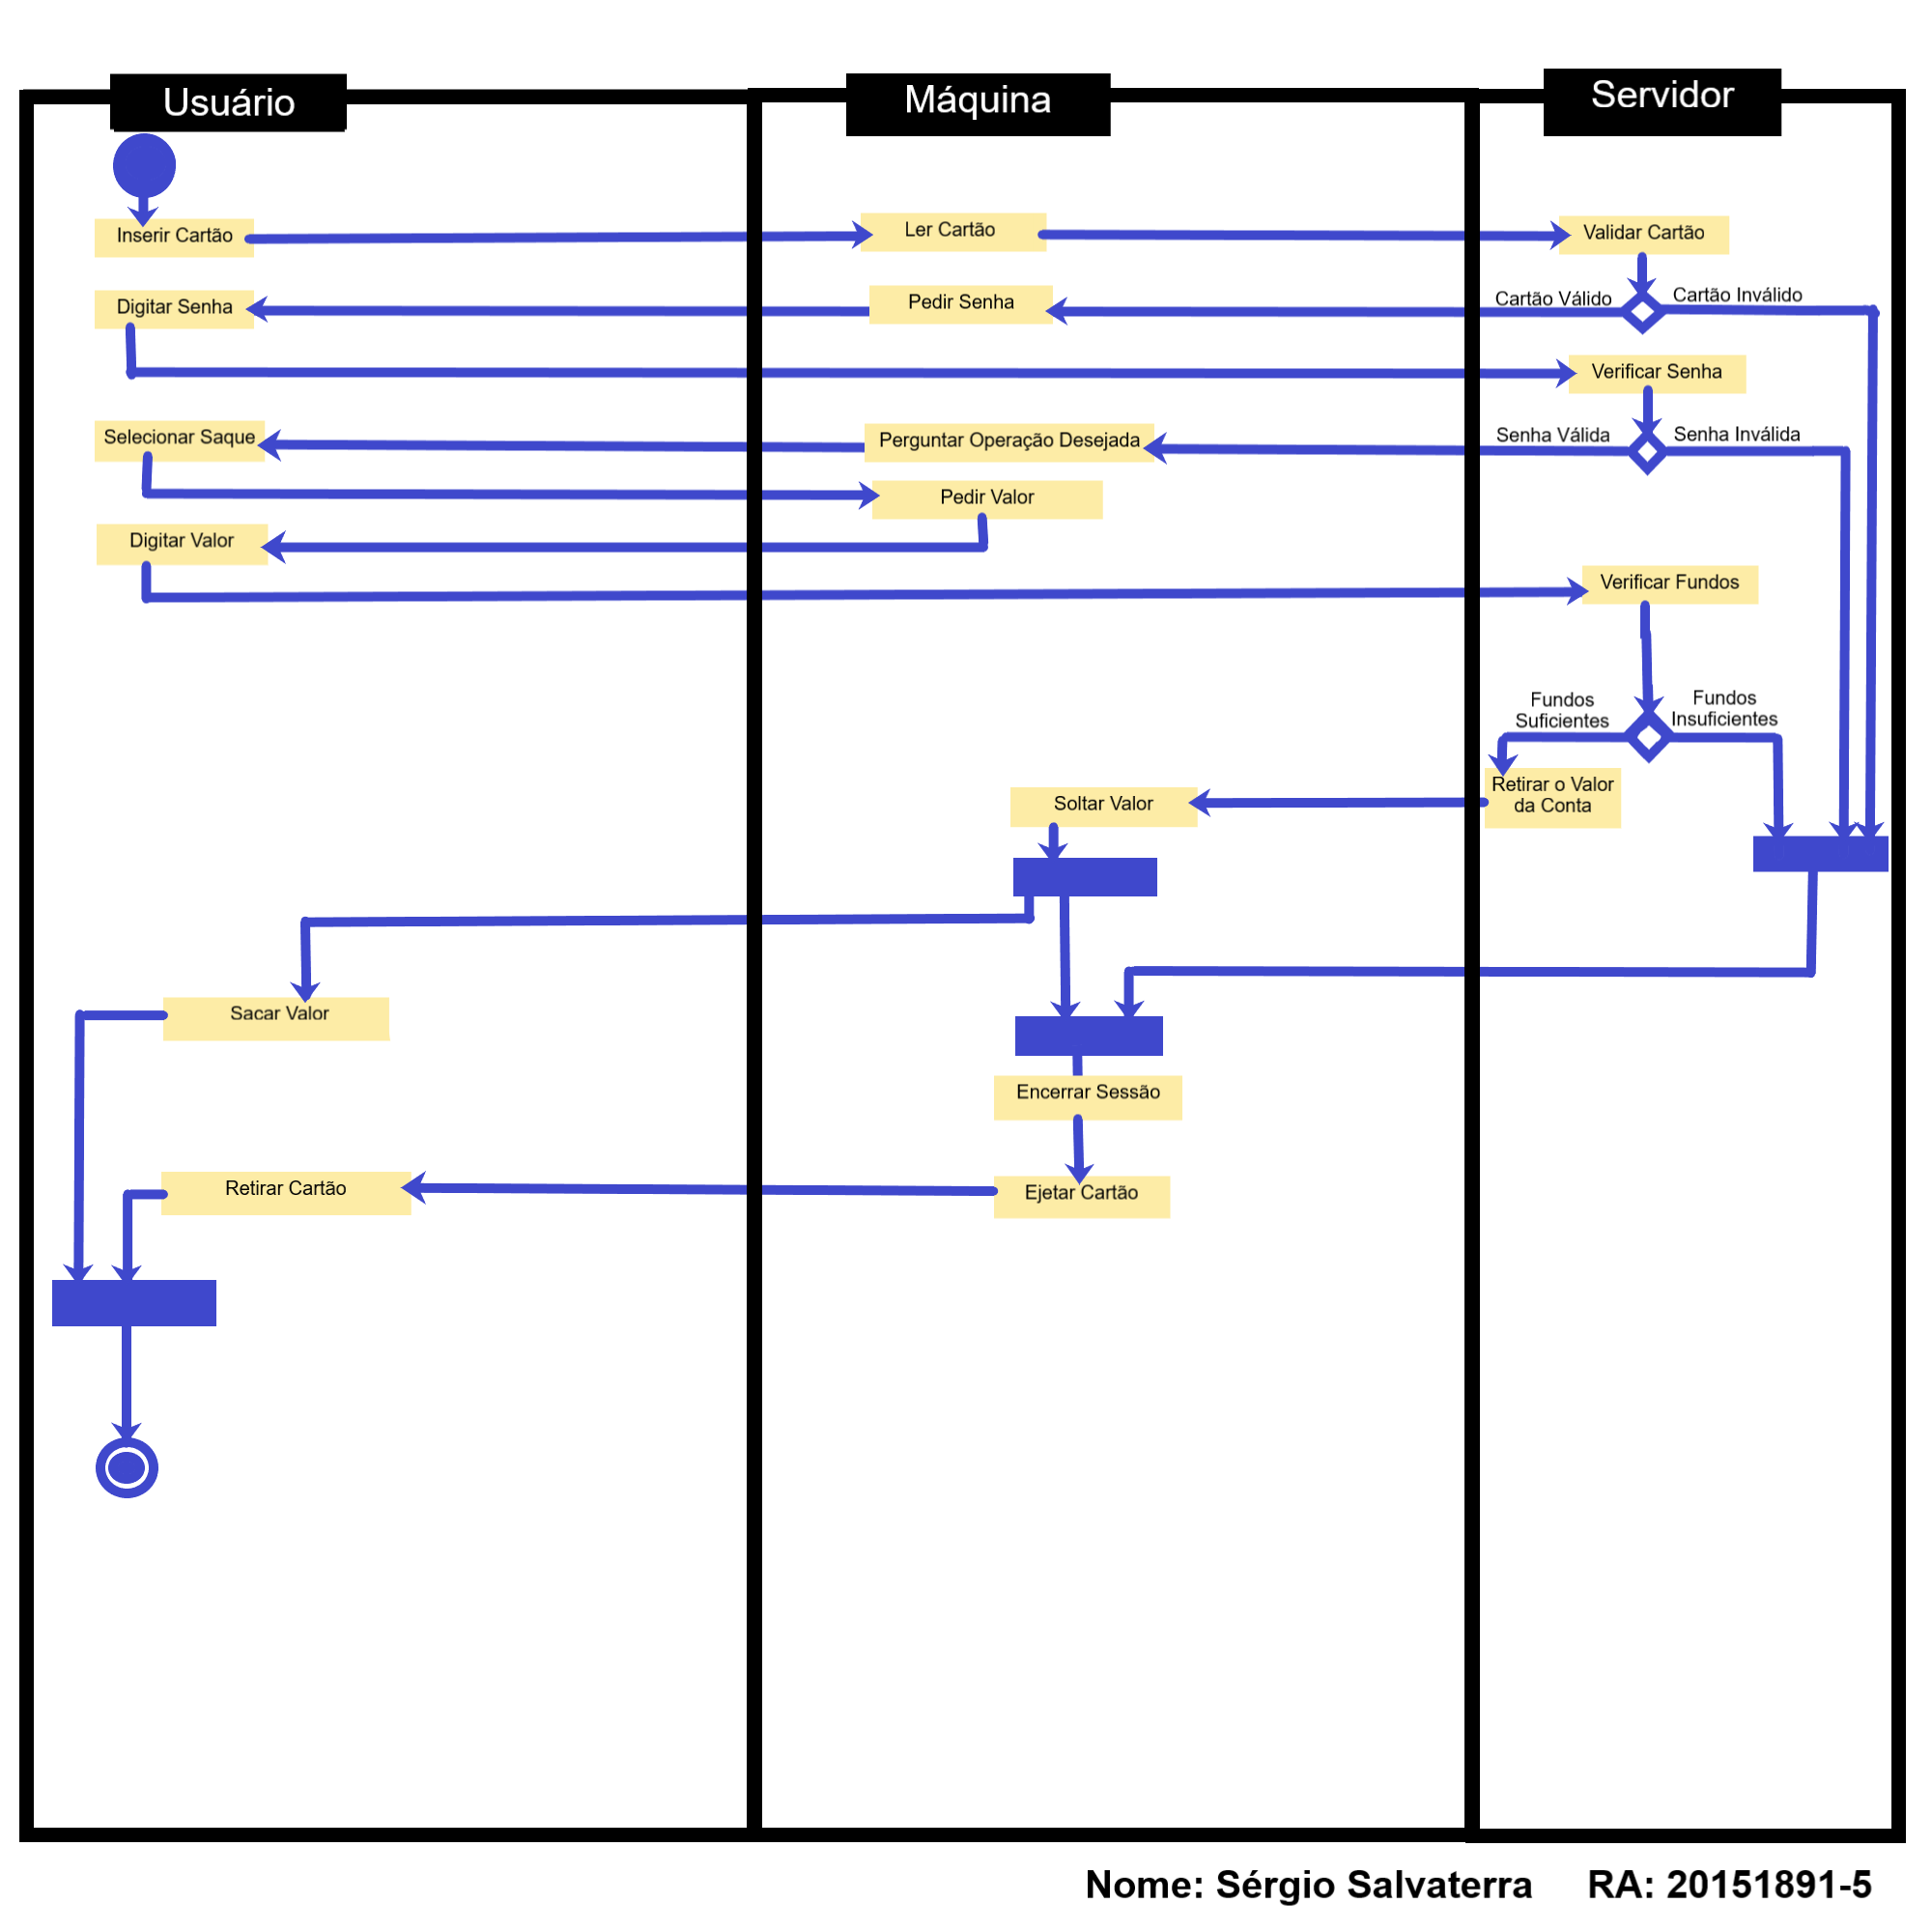 Usuário
Máquina
Servidor
Inserir Cartão
Ler Cartão
Validar Cartão
Digitar Senha
Pedir Senha
Cartão Válido
Cartão Inválido
Verificar Senha
Selecionar Saque
Perguntar Operação Desejada
Senha Válida
Senha Inválida
Pedir Valor
Digitar Valor
Verificar Fundos
Fundos
Suficientes
Fundos
Insuficientes
Retirar o Valor
da Conta
Soltar Valor
Sacar Valor
Encerrar Sessão
Retirar Cartão
Ejetar Cartão
Nome: Sérgio Salvaterra
RA: 20151891-5